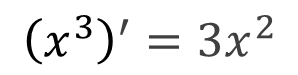 (x³)′ = 3x²